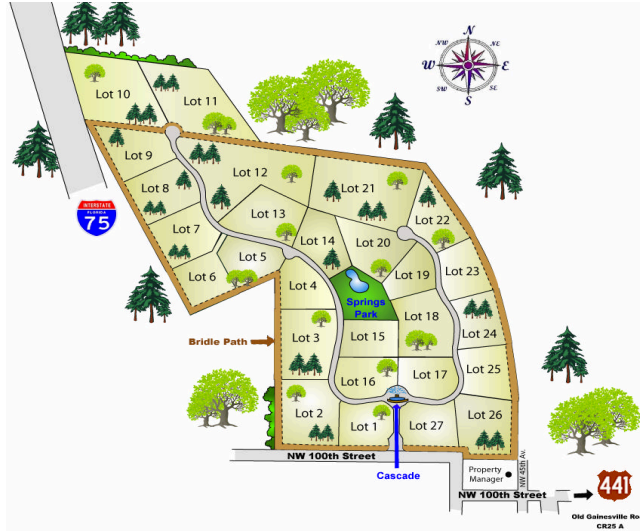 N
NW
NE
W
E
SW
SE
S
Lot 10
Lot 11
Lot 9
Lot 12
Lot 21
Lot 8
Lot 22
Lot 13
INTERSTATE
FLORIDA
75
Lot 7
Lot 14
Lot 20
Lot 23
Lot 5
Lot 6
Lot 4
Lot 19
Springs
Park
Lot 18
Lot 24
Bridle Path
Lot 3
Lot 15
Lot 25
Lot 16
Lot 17
Lot 2
Lot 1
Lot 27
Lot 26
NW 100th Street
Cascade
Property
Manager
NW 45th Av.
NW 100th Street
441
Old Gainesville Ro
CR25 A